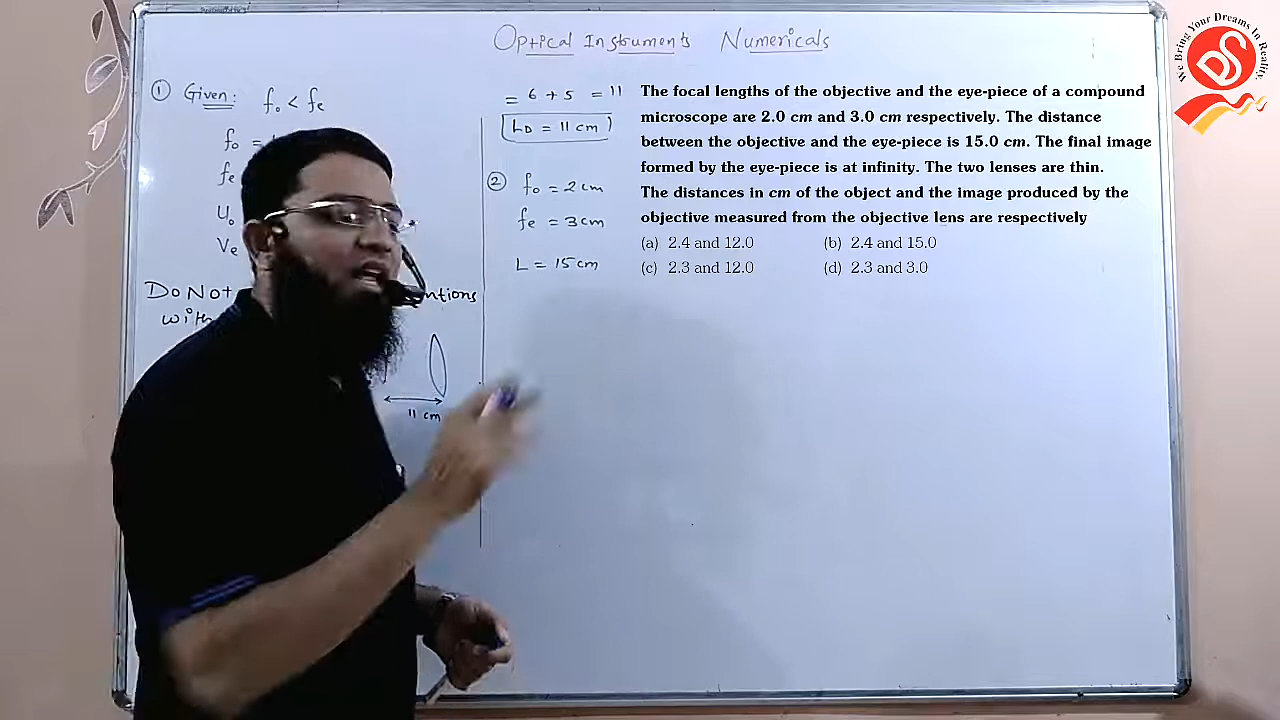 Optical Instruments Numericals
① Given: fo < fe
fo =
fe
Uo
Ve
Do Not
with
11 cm
= 6 + 5 = 11
LD = 11 cm
② fo = 2 cm
fe = 3 cm
L = 15 cm
The focal lengths of the objective and the eye-piece of a compound
microscope are 2.0 cm and 3.0 cm respectively. The distance
between the objective and the eye-piece is 15.0 cm. The final image
formed by the eye-piece is at infinity. The two lenses are thin.
The distances in cm of the object and the image produced by the
objective measured from the objective lens are respectively
(a) 2.4 and 12.0 (b) 2.4 and 15.0
(c) 2.3 and 12.0 (d) 2.3 and 3.0
We Bring Your Dreams In Reality
DS